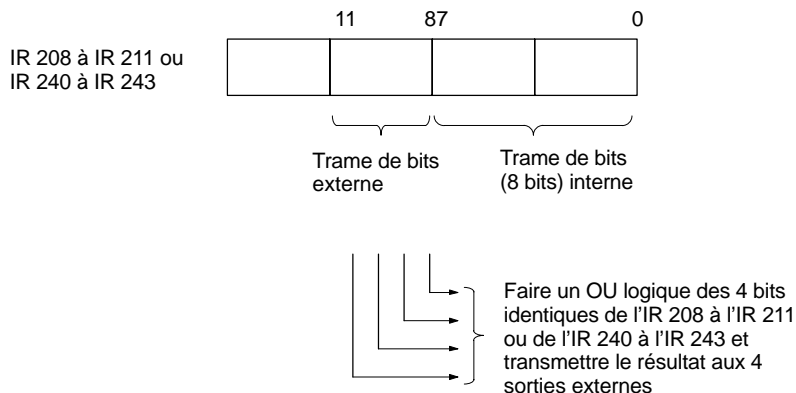 11 87 0
IR 208 à IR 211 ou
IR 240 à IR 243
Trame de bits
externe
Trame de bits
(8 bits) interne
Faire un OU logique des 4 bits
identiques de l'IR 208 à l'IR 211
ou de l'IR 240 à l'IR 243 et
transmettre le résultat aux 4
sorties externes